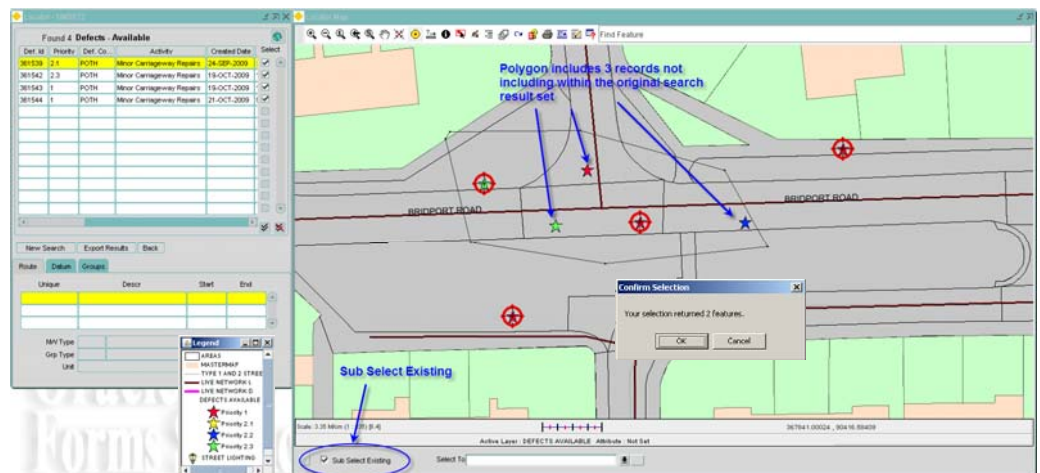 Locator - GRI0572
Locator Map
Found 4 Defects - Available
Def. Id Priority Def. Co... Activity Created Date Select
361539 2.1 POTH Minor Carriageway Repairs 24-SEP-2009
361542 2.3 POTH Minor Carriageway Repairs 19-OCT-2009
361543 1 POTH Minor Carriageway Repairs 19-OCT-2009
361544 1 POTH Minor Carriageway Repairs 21-OCT-2009
New Search Export Results Back
Route Datum Groups
Unique Descr Start End
NW Type
Grp Type
Unit
Legend
AREAS
MASTERMAP
TYPE 1 AND 2 STREE
LIVE NETWORK L
LIVE NETWORK G
DEFECTS AVAILABLE
Priority 1
Priority 2.1
Priority 2.2
Priority 2.3
STREET LIGHTING
Forms
Find Feature
Polygon includes 3 records not
including within the original search
result set
BRIDPORT ROAD
BRIDPORT ROAD
Confirm Selection
Your selection returned 2 features.
OK Cancel
Sub Select Existing
Active Layer : DEFECTS AVAILABLE Attribute : Not Set
Sub Select Existing Select To